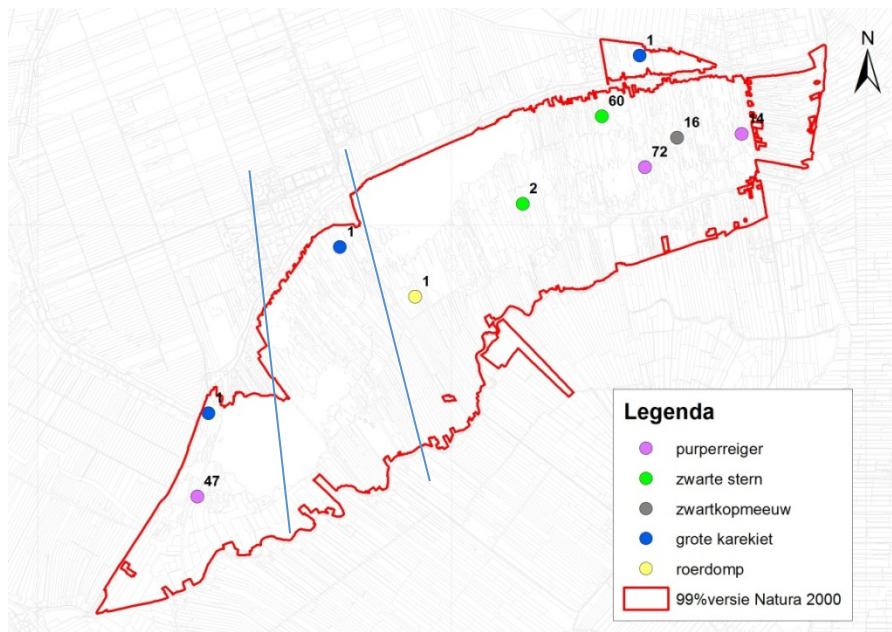 1
N
60
16
14
72
2
1
1
1
47
Legenda
purperreiger
zwarte stern
zwartkopmeeuw
grote karekiet
roerdomp
99%versie Natura 2000